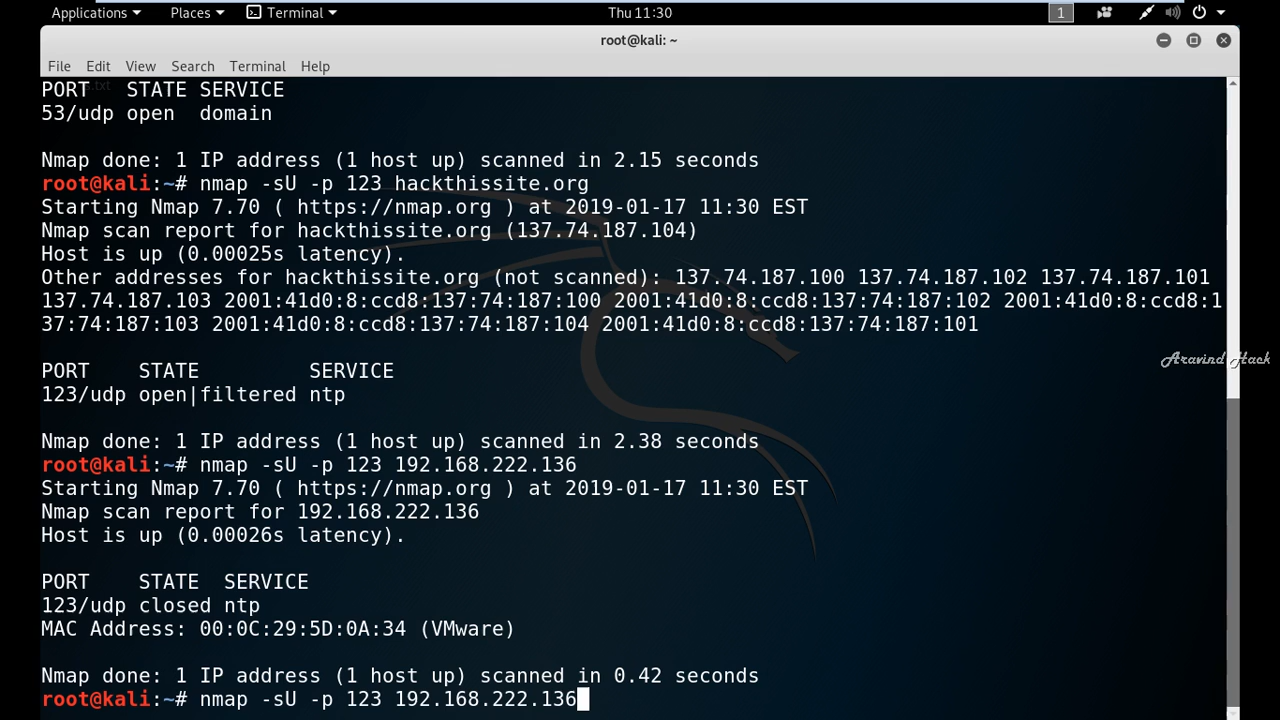 Applications Places Terminal Thu 11:30 1
root@kali: ~
File Edit View Search Terminal Help
PORT STATE SERVICE
53/udp open domain
Nmap done: 1 IP address (1 host up) scanned in 2.15 seconds
root@kali:~# nmap -sU -p 123 hackthissite.org
Starting Nmap 7.70 ( https://nmap.org ) at 2019-01-17 11:30 EST
Nmap scan report for hackthissite.org (137.74.187.104)
Host is up (0.00025s latency).
Other addresses for hackthissite.org (not scanned): 137.74.187.100 137.74.187.102 137.74.187.101
137.74.187.103 2001:41d0:8:ccd8:137:74:187:100 2001:41d0:8:ccd8:137:74:187:102 2001:41d0:8:ccd8:1
37:74:187:103 2001:41d0:8:ccd8:137:74:187:104 2001:41d0:8:ccd8:137:74:187:101
Aravind Hack
PORT STATE SERVICE
123/udp open|filtered ntp
Nmap done: 1 IP address (1 host up) scanned in 2.38 seconds
root@kali:~# nmap -sU -p 123 192.168.222.136
Starting Nmap 7.70 ( https://nmap.org ) at 2019-01-17 11:30 EST
Nmap scan report for 192.168.222.136
Host is up (0.00026s latency).
PORT STATE SERVICE
123/udp closed ntp
MAC Address: 00:0C:29:5D:0A:34 (VMware)
Nmap done: 1 IP address (1 host up) scanned in 0.42 seconds
root@kali:~# nmap -sU -p 123 192.168.222.136